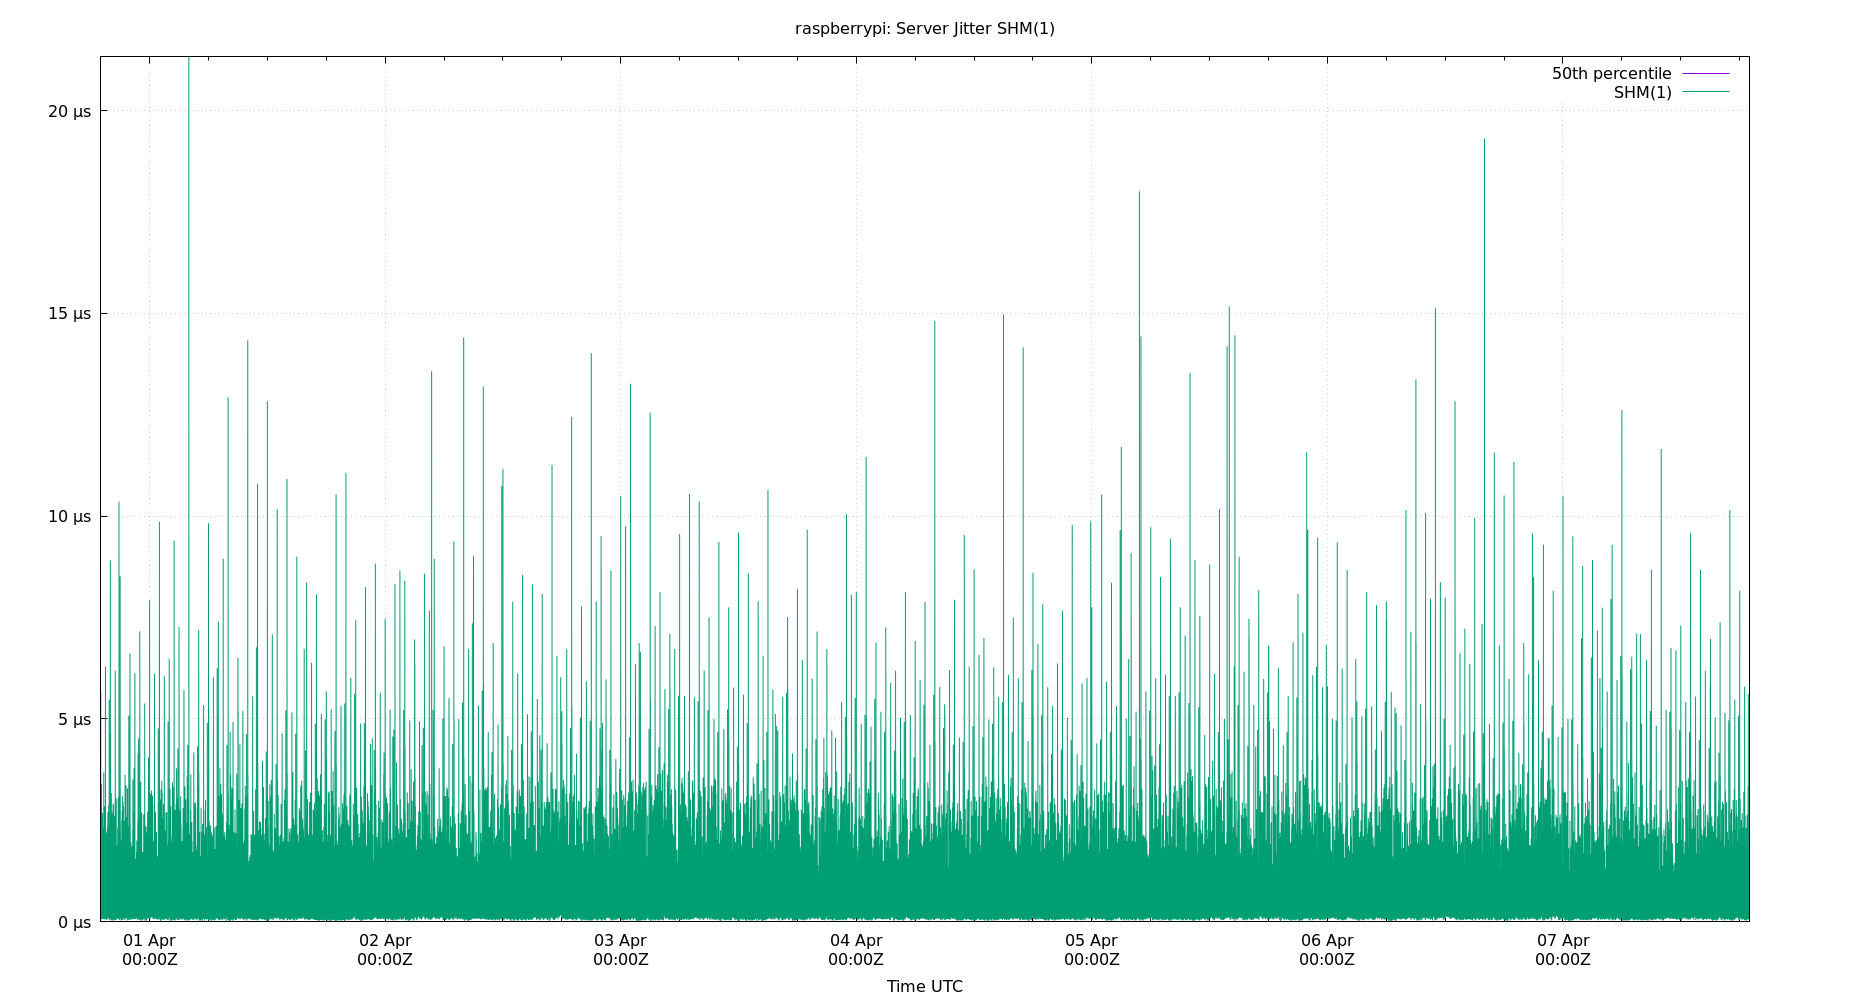 raspberrypi: Server Jitter SHM(1)
50th percentile
SHM(1)
20 µs
15 µs
10 µs
5 µs
0 µs
01 Apr 02 Apr 03 Apr 04 Apr 05 Apr 06 Apr 07 Apr
00:00Z 00:00Z 00:00Z 00:00Z 00:00Z 00:00Z 00:00Z
Time UTC